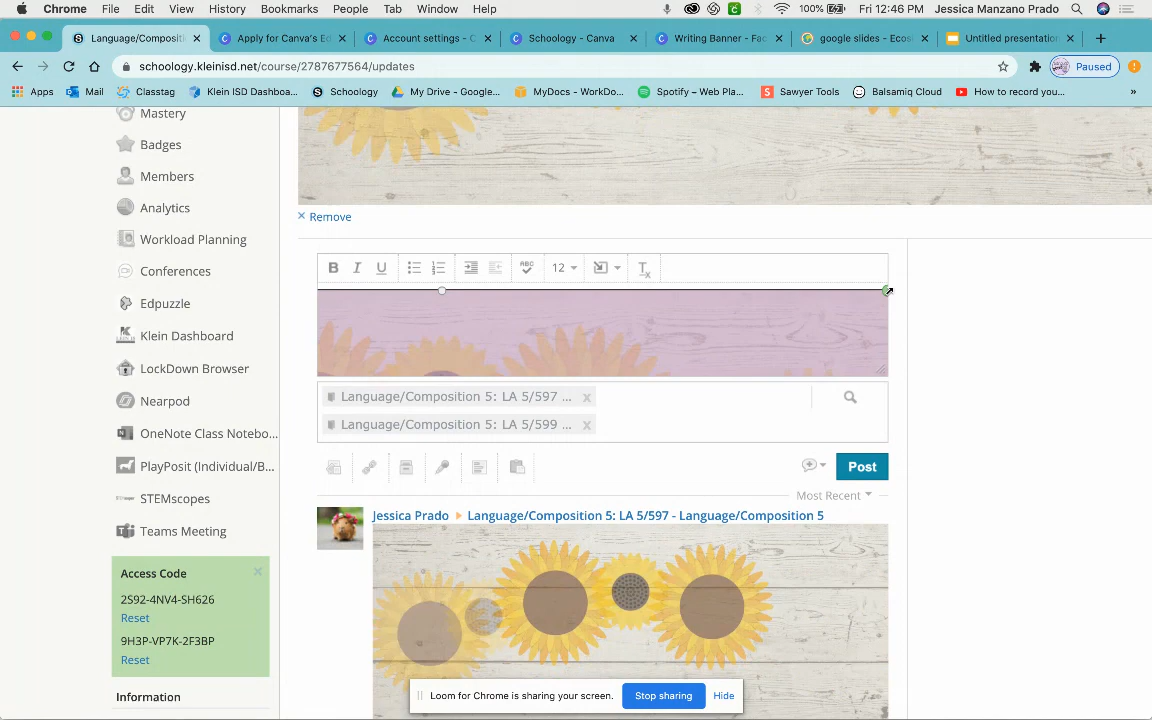 Chrome File Edit View History Bookmarks People Tab Window Help 100% Fri 12:46 PM Jessica Manzano Prado
Language/Compositi Apply for Canva's Ed Account settings - C Schoology - Canva Writing Banner - Fac google slides - Ecos Untitled presentation
schoology.kleinisd.net/course/2787677564/updates Paused
Apps Mail Classtag Klein ISD Dashboa... Schoology My Drive - Google... MyDocs - WorkDo... Spotify – Web Pla... Sawyer Tools Balsamiq Cloud How to record you... »
Mastery
Badges
Members
Analytics
Workload Planning
Conferences
Edpuzzle
Klein Dashboard
LockDown Browser
Nearpod
OneNote Class Notebo...
PlayPosit (Individual/B...
STEMscopes
Teams Meeting
Access Code
2S92-4NV4-SH626
Reset
9H3P-VP7K-2F3BP
Reset
Information
Remove
B I U ABC 12 Tx
Language/Composition 5: LA 5/597 ...
Language/Composition 5: LA 5/599 ...
Post
Most Recent
Jessica Prado Language/Composition 5: LA 5/597 - Language/Composition 5
Loom for Chrome is sharing your screen. Stop sharing Hide